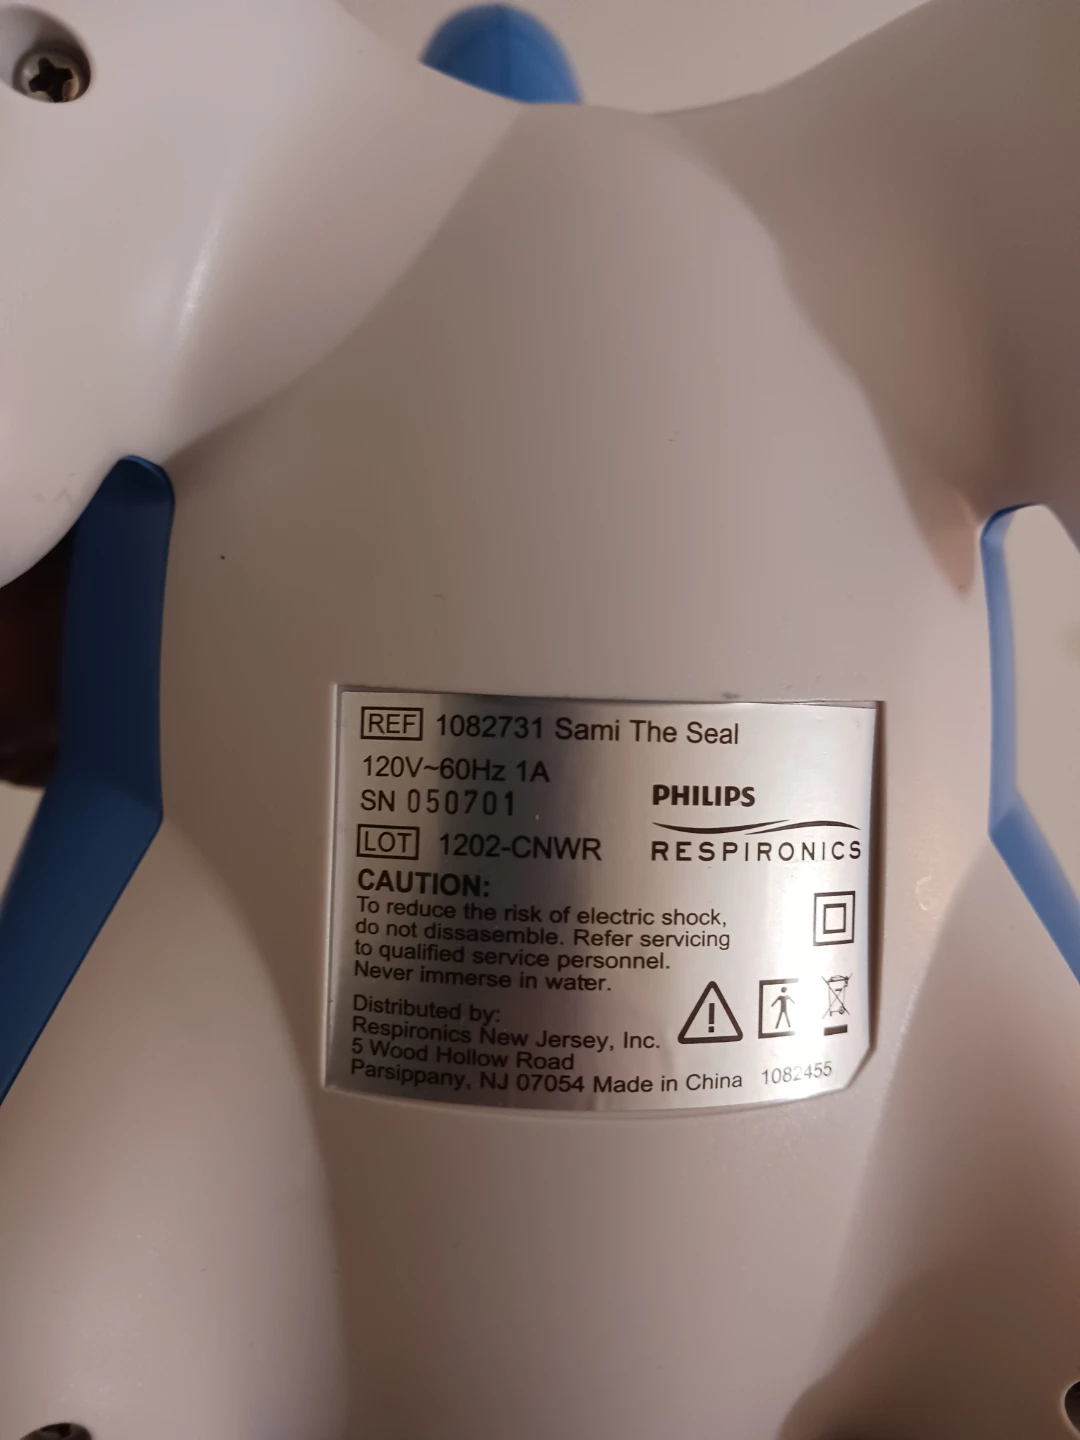 REF 1082731 Sami The Seal
120V~60Hz 1A
SN 050701
LOT 1202-CNWR
PHILIPS
RESPIRONICS
CAUTION:
To reduce the risk of electric shock,
do not dissasemble. Refer servicing
to qualified service personnel.
Never immerse in water.
Distributed by:
Respironics New Jersey, Inc.
5 Wood Hollow Road
Parsippany, NJ 07054 Made in China 1082455